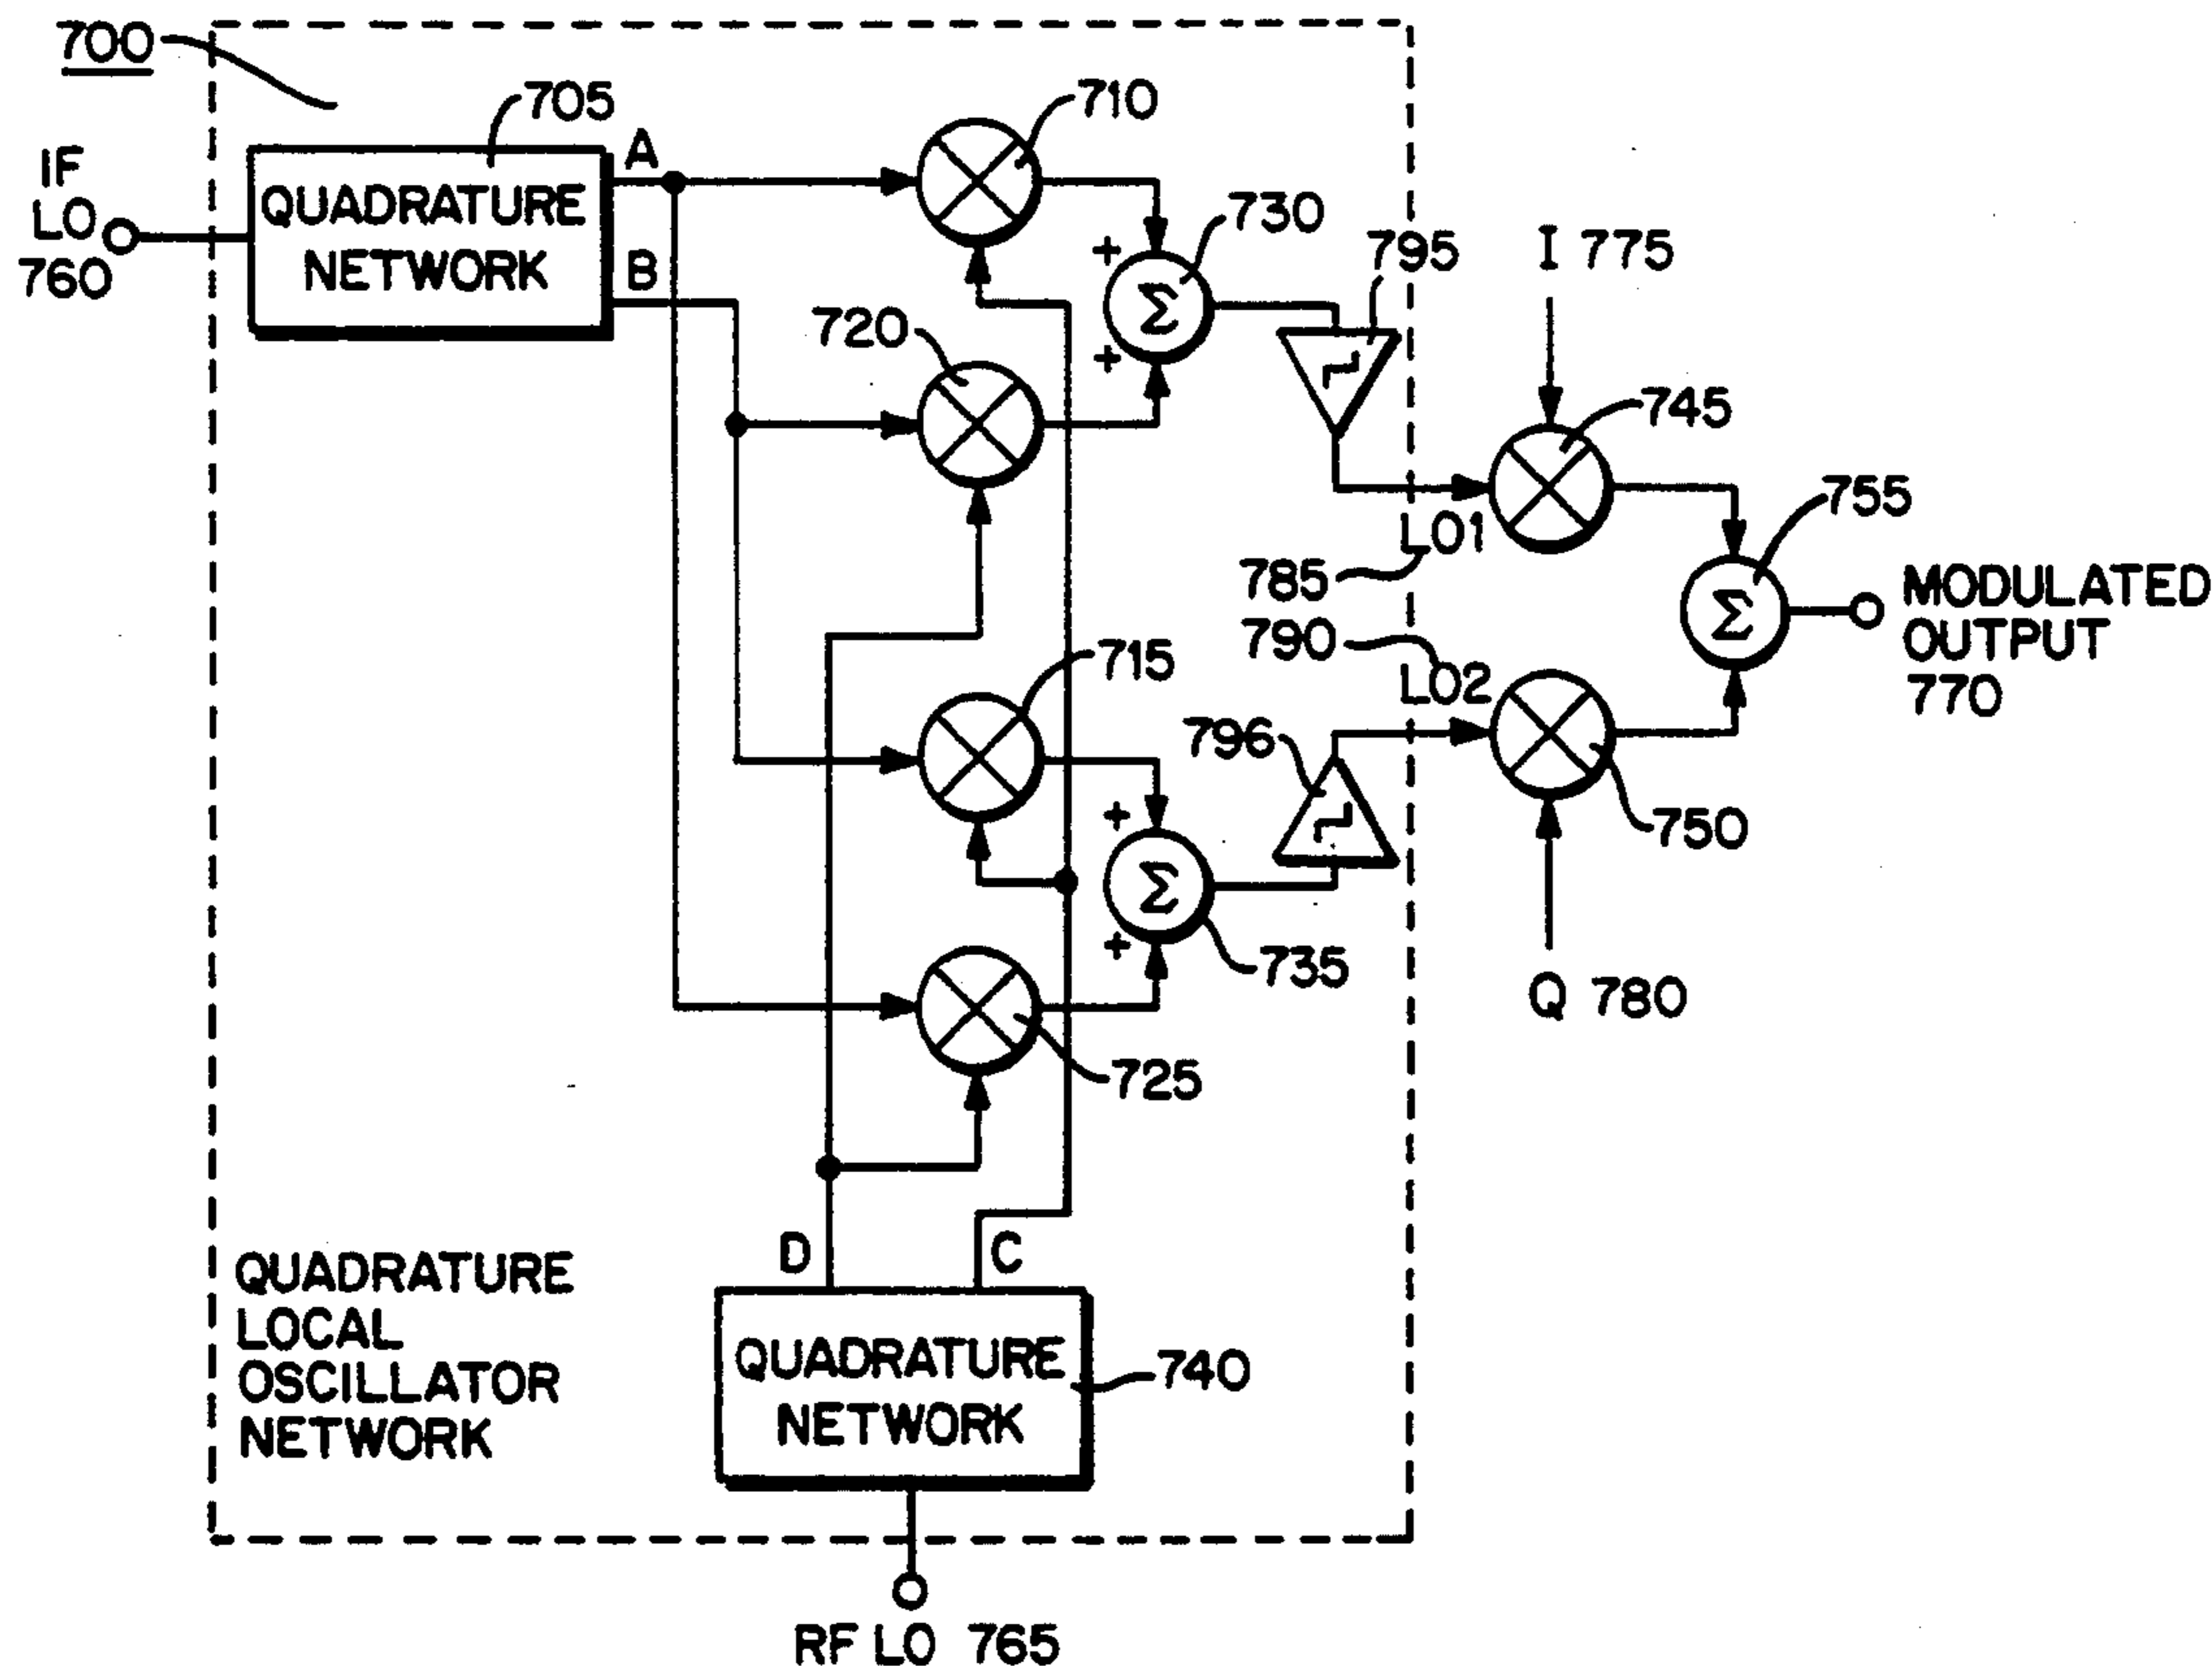 700
705
710
IF
LO
760
QUADRATURE
NETWORK
A
B
720
730
+
+
Σ
795
I 775
745
LO1
785
755
Σ
MODULATED
OUTPUT
770
790
LO2
715
796
750
+
+
Σ
735
Q 780
725
D
C
QUADRATURE
LOCAL
OSCILLATOR
NETWORK
QUADRATURE
NETWORK
740
RF LO 765